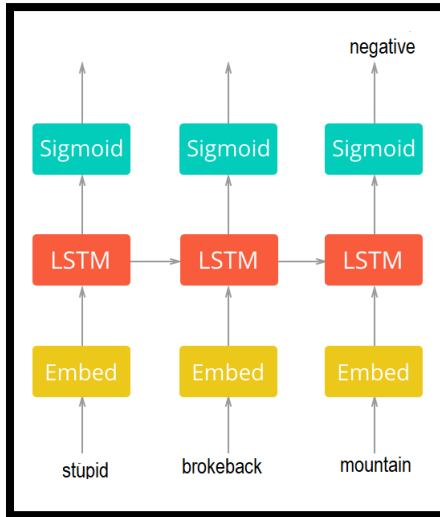 negative
Sigmoid Sigmoid Sigmoid
LSTM LSTM LSTM
Embed Embed Embed
stupid brokeback mountain